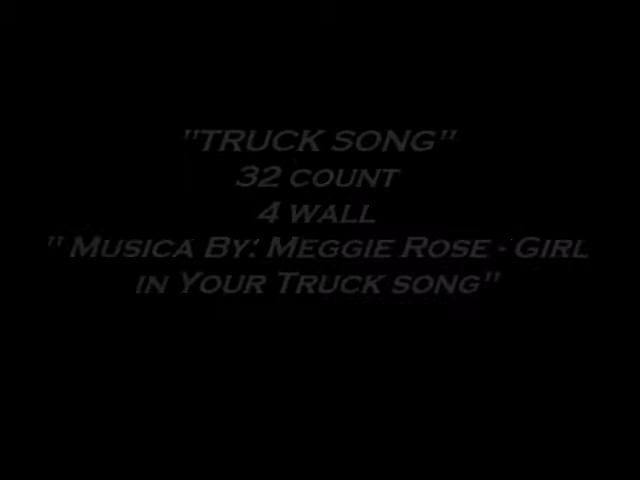 "TRUCK SONG"
32 COUNT
4 WALL
" MUSICA BY: MEGGIE ROSE - GIRL
IN YOUR TRUCK SONG"